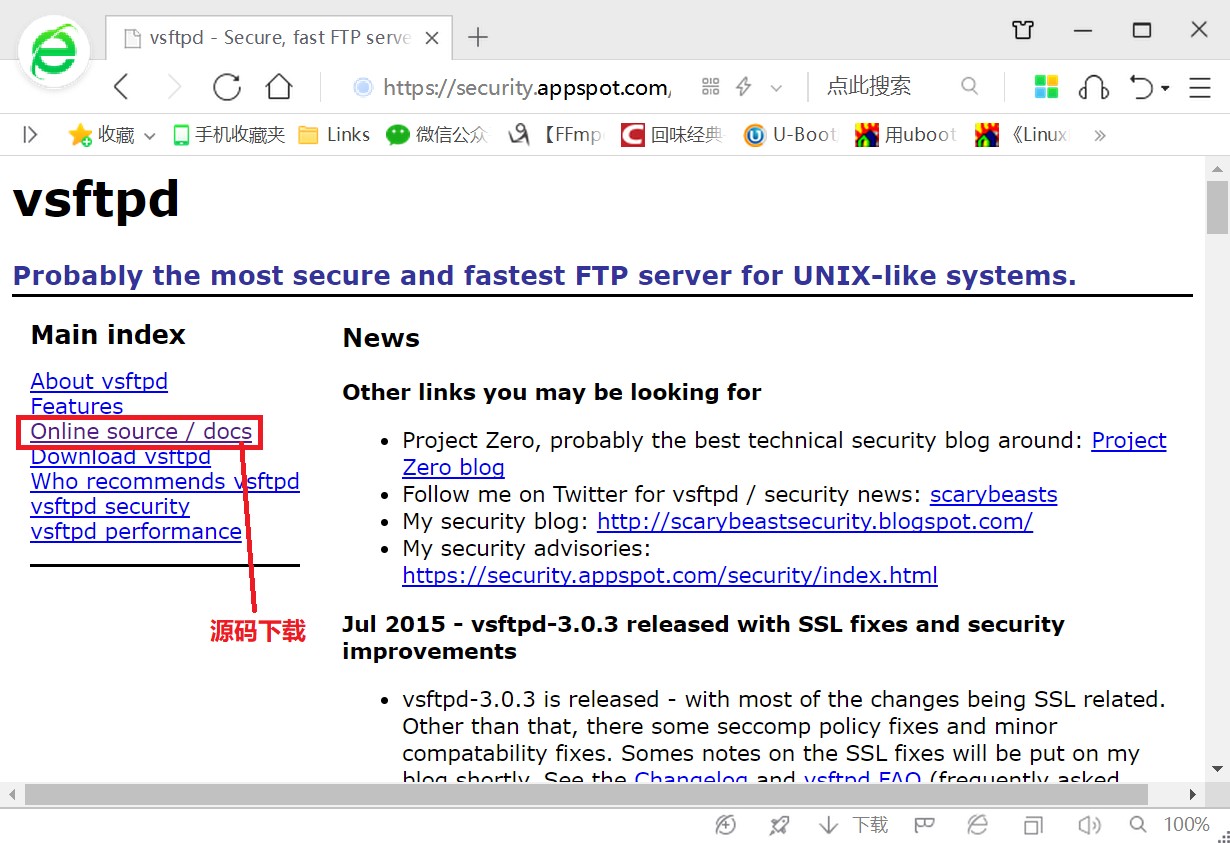 vsftpd - Secure, fast FTP serve
https://security.appspot.com/
点此搜索
收藏 手机收藏夹 Links 微信公众 【FFmp 回味经典 U-Boot 用uboot 《Linux
vsftpd
Probably the most secure and fastest FTP server for UNIX-like systems.
Main index
About vsftpd
Features
Online source / docs
Download vsftpd
Who recommends vsftpd
vsftpd security
vsftpd performance
源码下载
News
Other links you may be looking for
Project Zero, probably the best technical security blog around: Project
Zero blog
Follow me on Twitter for vsftpd / security news: scarybeasts
My security blog: http://scarybeastsecurity.blogspot.com/
My security advisories:
https://security.appspot.com/security/index.html
Jul 2015 - vsftpd-3.0.3 released with SSL fixes and security
improvements
vsftpd-3.0.3 is released - with most of the changes being SSL related.
Other than that, there some seccomp policy fixes and minor
compatability fixes. Somes notes on the SSL fixes will be put on my
blog shortly. See the Changelog and vsftpd FAQ (frequently asked
下载
100%